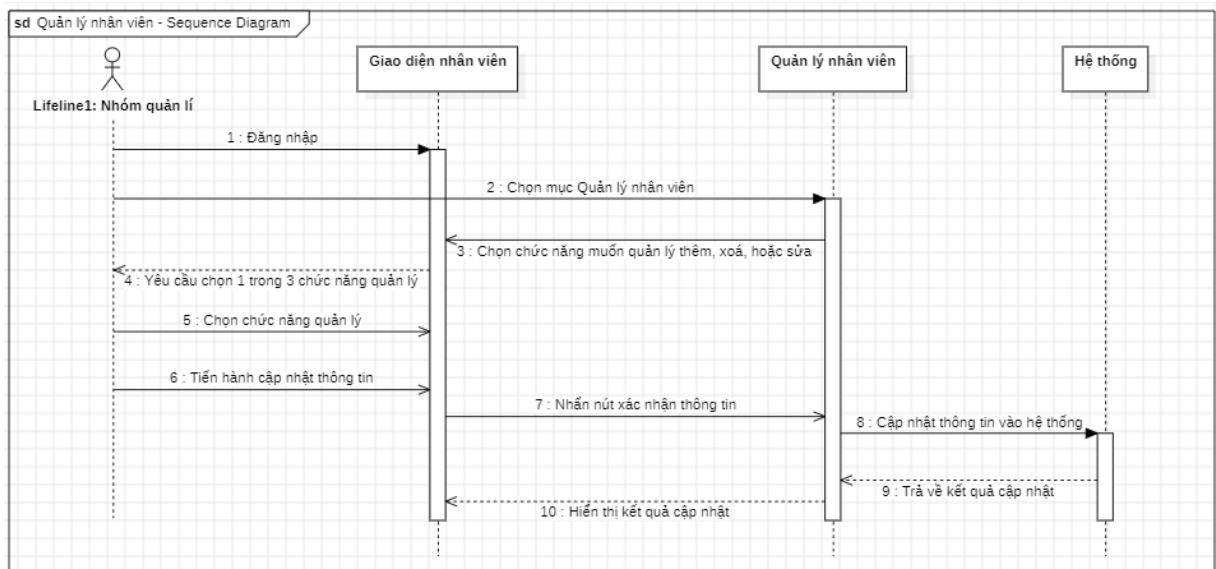 sd Quản lý nhân viên - Sequence Diagram
Giao diện nhân viên
Quản lý nhân viên
Hệ thống
Lifeline1: Nhóm quản lí
1 : Đăng nhập
2 : Chọn mục Quản lý nhân viên
3 : Chọn chức năng muốn quản lý thêm, xoá, hoặc sửa
4 : Yêu cầu chọn 1 trong 3 chức năng quản lý
5 : Chọn chức năng quản lý
6 : Tiến hành cập nhật thông tin
7 : Nhấn nút xác nhận thông tin
8 : Cập nhật thông tin vào hệ thống
9 : Trả về kết quả cập nhật
10 : Hiển thị kết quả cập nhật